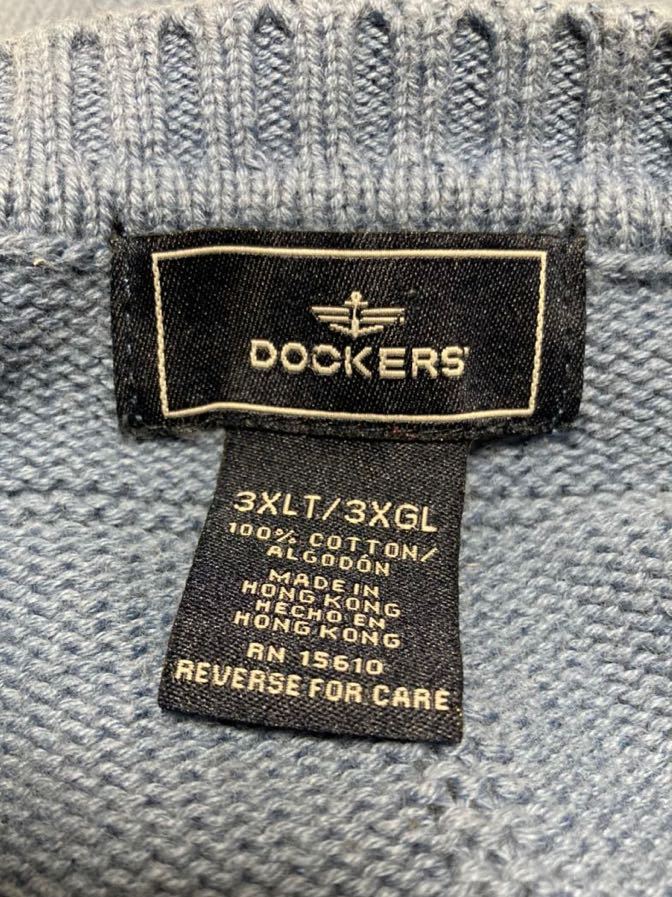 DOCKERS
3XLT/3XGL
100% COTTON/
ALGODÓN
MADE IN
HONG KONG
HECHO EN
HONG KONG
RN 15610
REVERSE FOR CARE